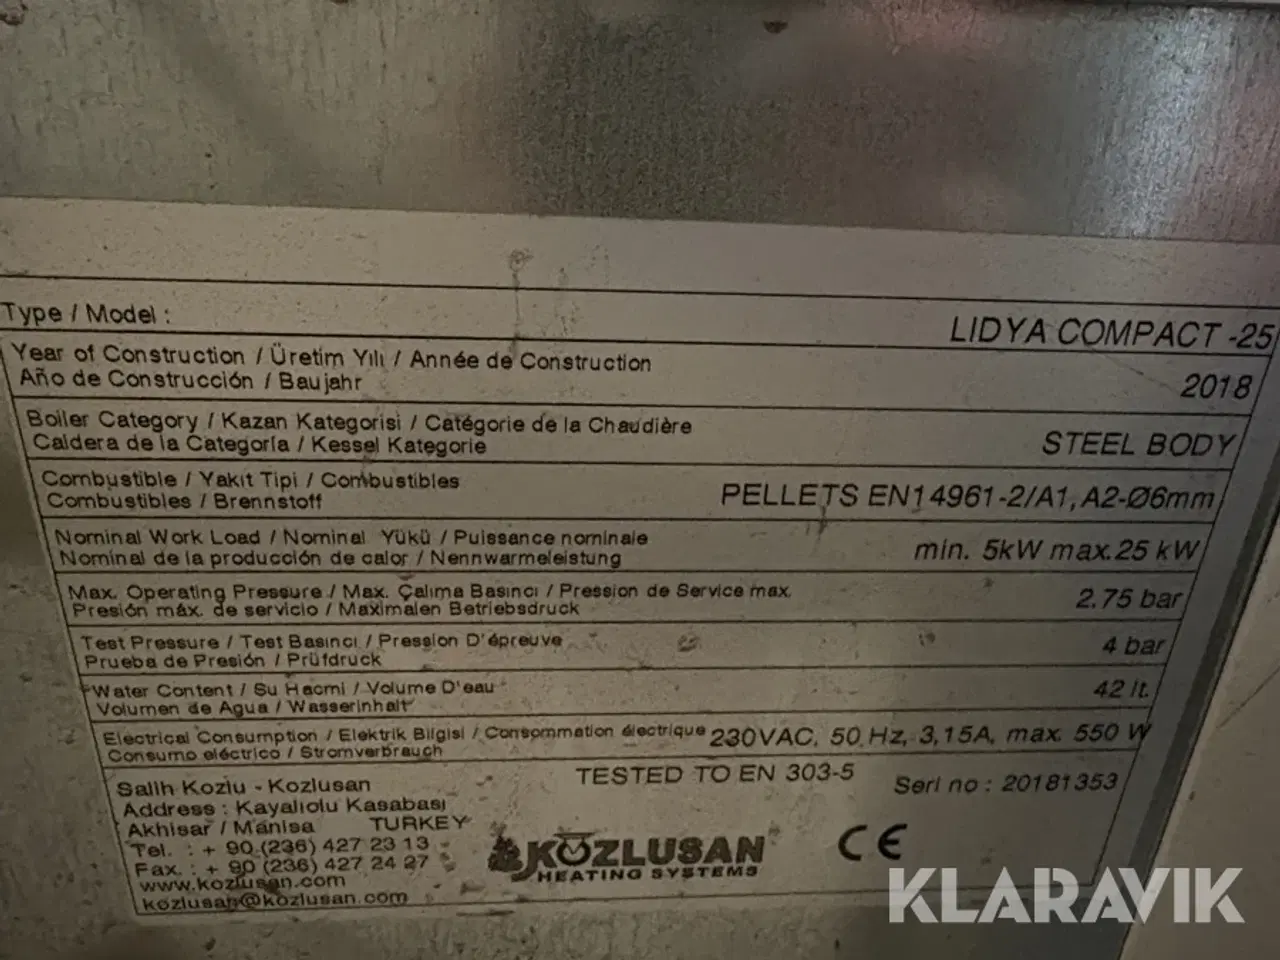 Type / Model :
LIDYA COMPACT -25
Year of Construction / Üretim Yılı / Année de Construction
Año de Construcción / Baujahr
2018
Boiler Category / Kazan Kategorisi / Catégorie de la Chaudière
Caldera de la Categoría / Kessel Kategorie
STEEL BODY
Combustible / Yakıt Tipi / Combustibles
Combustibles / Brennstoff
PELLETS EN14961-2/A1, A2-Ø6mm
Nominal Work Load / Nominal Yükü / Puissance nominale
Nominal de la producción de calor / Nennwarmeleistung
min. 5kW max.25 kW
Max. Operating Pressure / Max. Çalıma Basıncı / Pression de Service max.
Presión máx. de servicio / Maximalen Betriebsdruck
2.75 bar
Test Pressure / Test Basıncı / Pression D'épreuve
Prueba de Presión / Prüfdruck
4 bar
Water Content / Su Hacmi / Volume D'eau
Volumen de Agua / Wasserinhalt
42 lt.
Electrical Consumption / Elektrik Bilgisi / Consommation électrique
Consumo eléctrico / Stromverbrauch
230VAC, 50 Hz, 3,15A, max. 550 W
Salih Kozlu - Kozlusan
Address : Kayaliolu Kasabası
Akhisar / Manisa TURKEY
Tel. : + 90 (236) 427 23 13
Fax. : + 90 (236) 427 24 27
www.kozlusan.com
kozlusan@kozlusan.com
TESTED TO EN 303-5
Seri no : 20181353
KOZLUSAN
HEATING SYSTEMS
CE
KLARAVIK